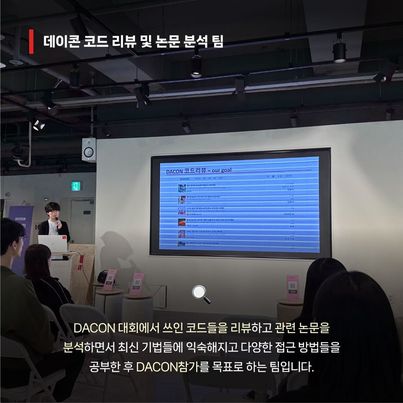 데이콘 코드 리뷰 및 논문 분석 팀
DACON 코드리뷰 – our goal
DACON 대회에서 쓰인 코드들을 리뷰하고 관련 논문을
분석하면서 최신 기법들에 익숙해지고 다양한 접근 방법들을
공부한 후 DACON참가를 목표로 하는 팀입니다.